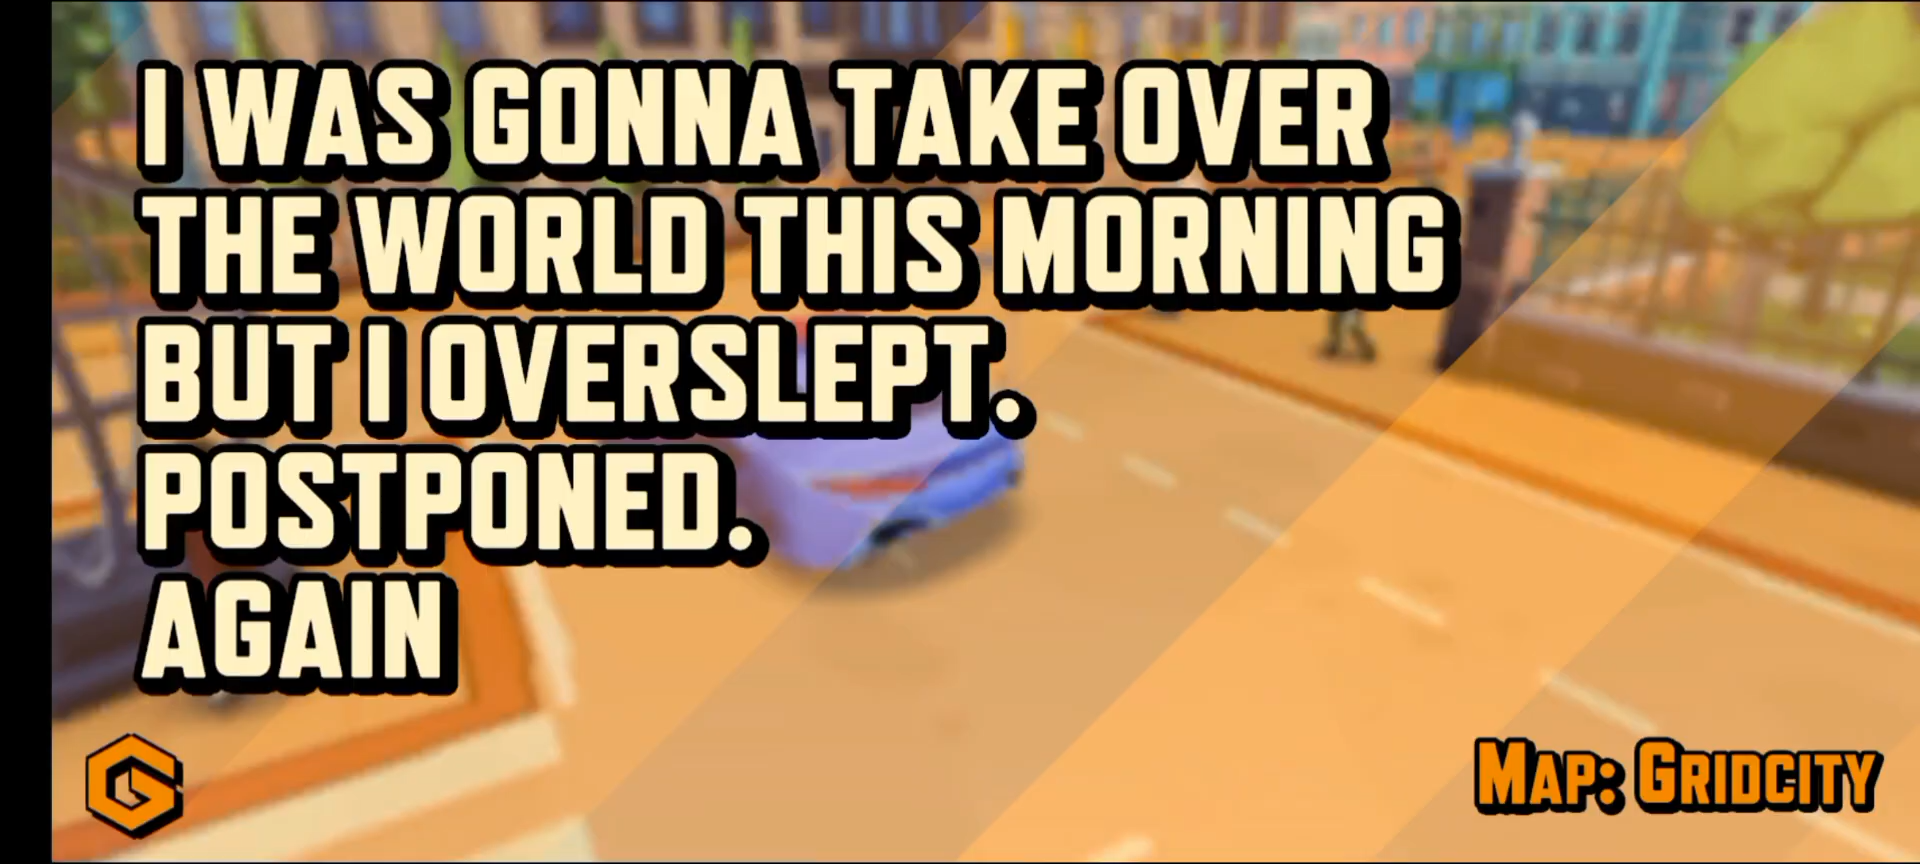 I WAS GONNA TAKE OVER
THE WORLD THIS MORNING
BUT I OVERSLEPT.
POSTPONED.
AGAIN
G
MAP: GRIDCITY